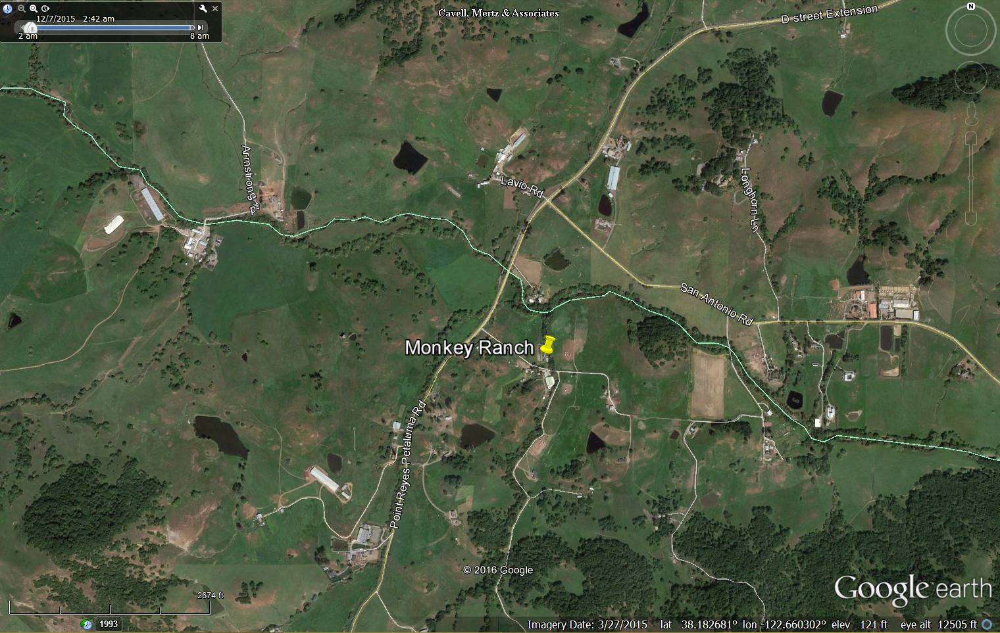 12/7/2015 2:42 am
2 am
8 am
Cavell, Mertz & Associates
D street Extension
N
Armstrong Rd
Lavio Rd
Longhorn Ln
San Antonio Rd
Monkey Ranch
Point Reyes Petaluma Rd
© 2016 Google
Google earth
2674 ft
1993
Imagery Date: 3/27/2015 lat 38.182681° lon -122.660302° elev 121 ft eye alt 12505 ft